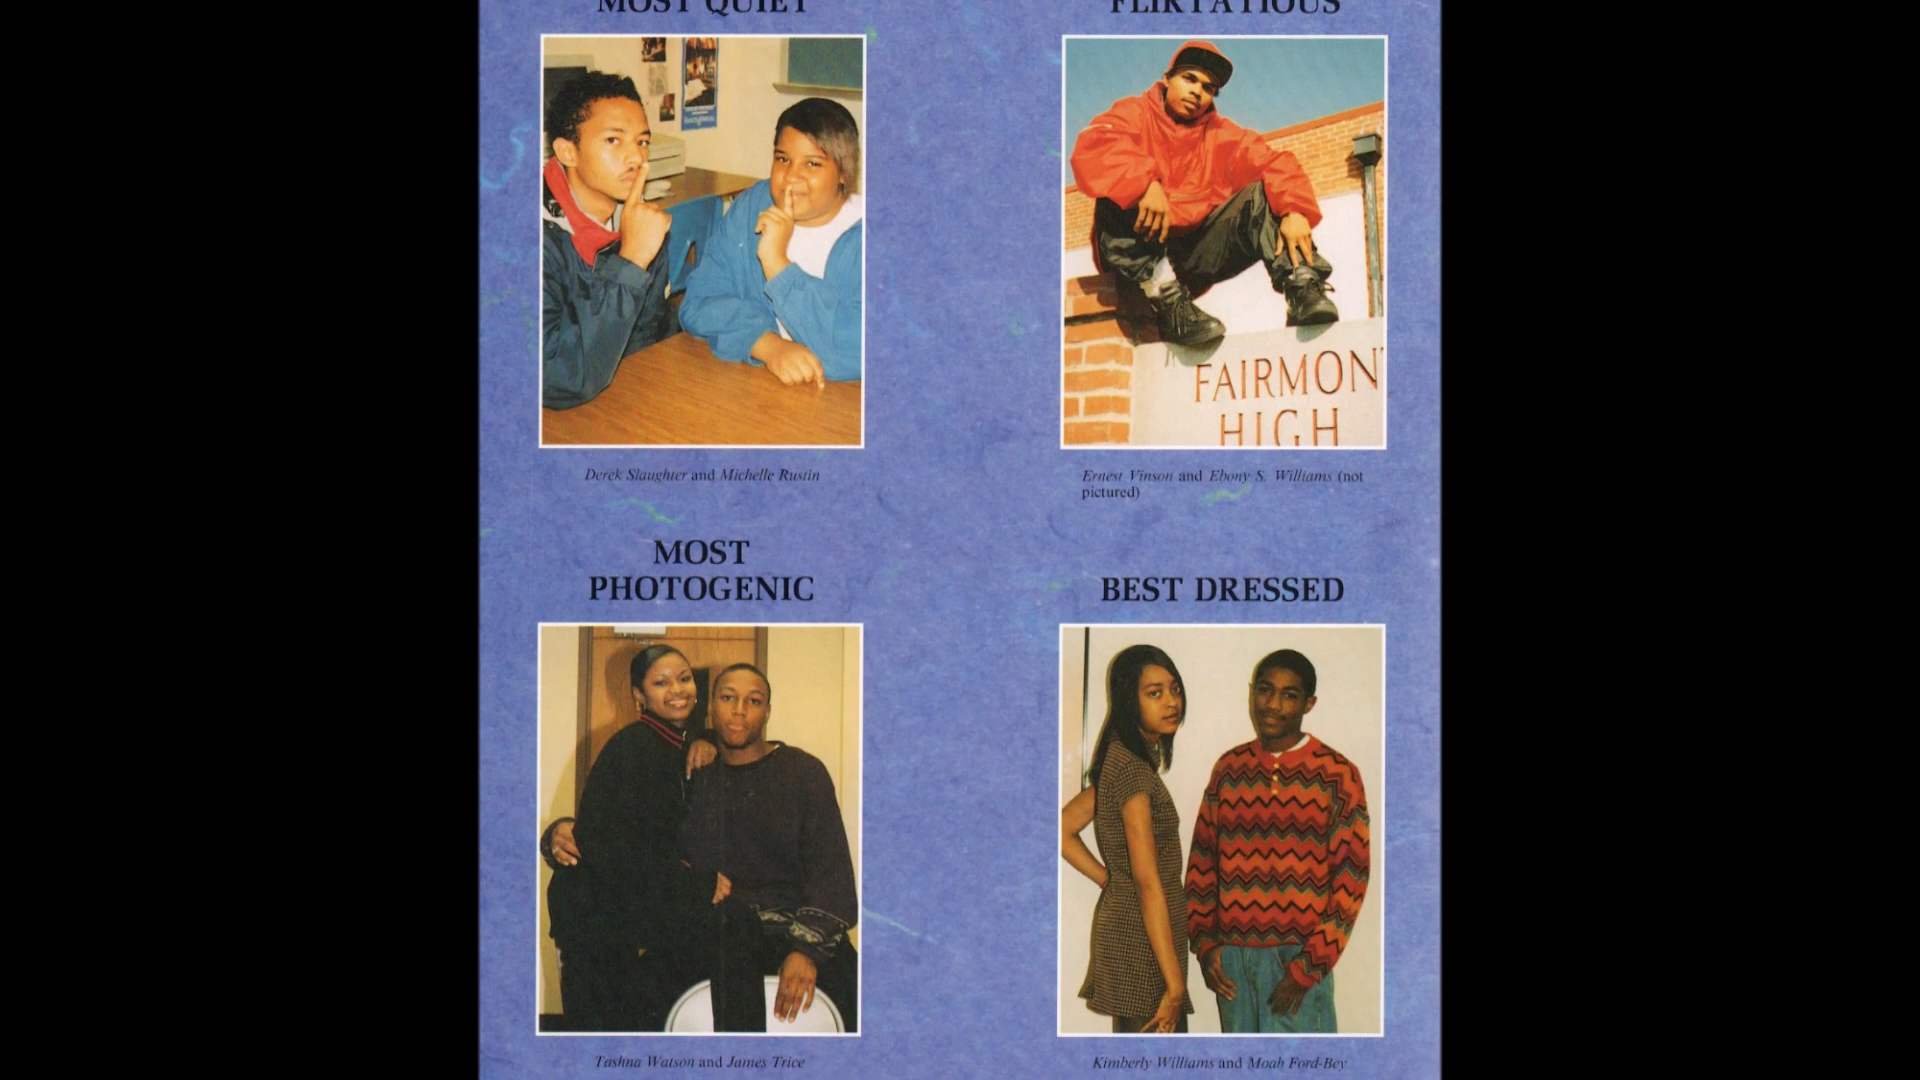 MOST QUIET
FLIRTATIOUS
FAIRMON
HIGH
Derek Slaughter and Michelle Rustin
Ernest Vinson and Ebony S. Williams (not
pictured)
MOST
PHOTOGENIC
BEST DRESSED
Tashna Watson and James Trice
Kimberly Williams and Moah Ford-Bey